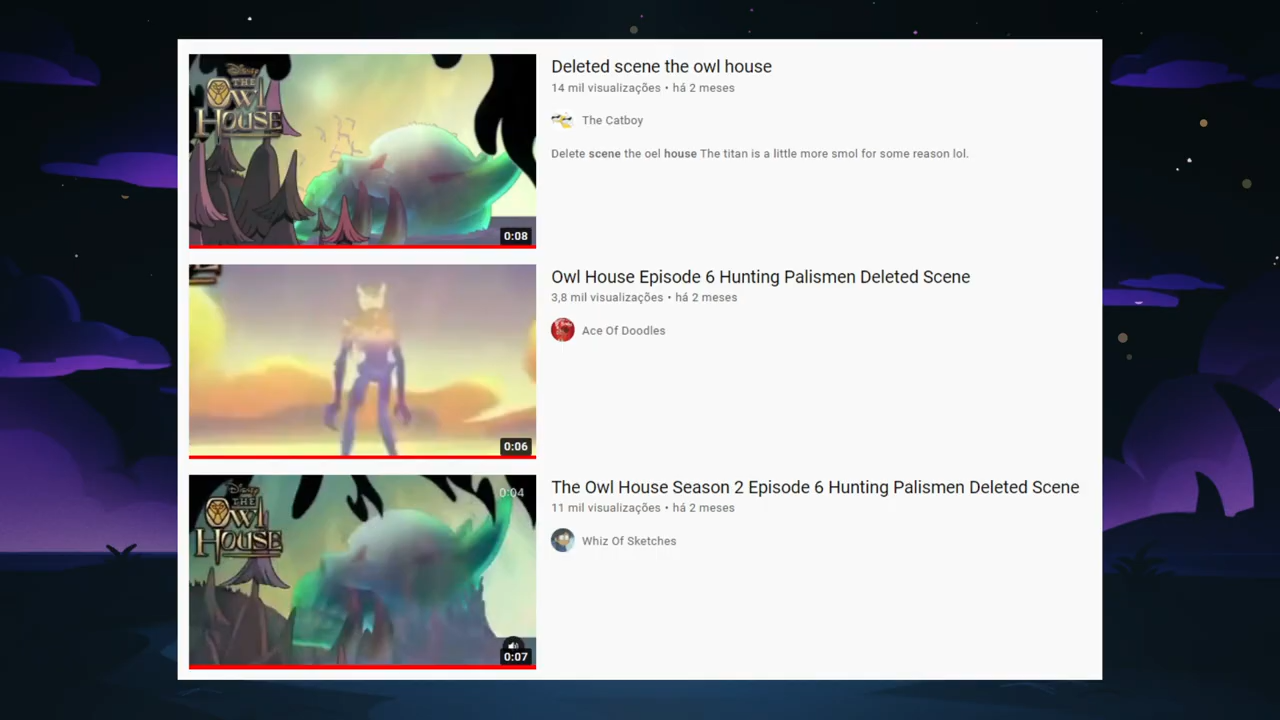 Disney
THE
OWL
HOUSE
0:08
Deleted scene the owl house
14 mil visualizações • há 2 meses
The Catboy
Delete scene the oel house The titan is a little more smol for some reason lol.
0:06
Owl House Episode 6 Hunting Palismen Deleted Scene
3,8 mil visualizações • há 2 meses
Ace Of Doodles
Disney
THE
OWL
HOUSE
0:04
0:07
The Owl House Season 2 Episode 6 Hunting Palismen Deleted Scene
11 mil visualizações • há 2 meses
Whiz Of Sketches